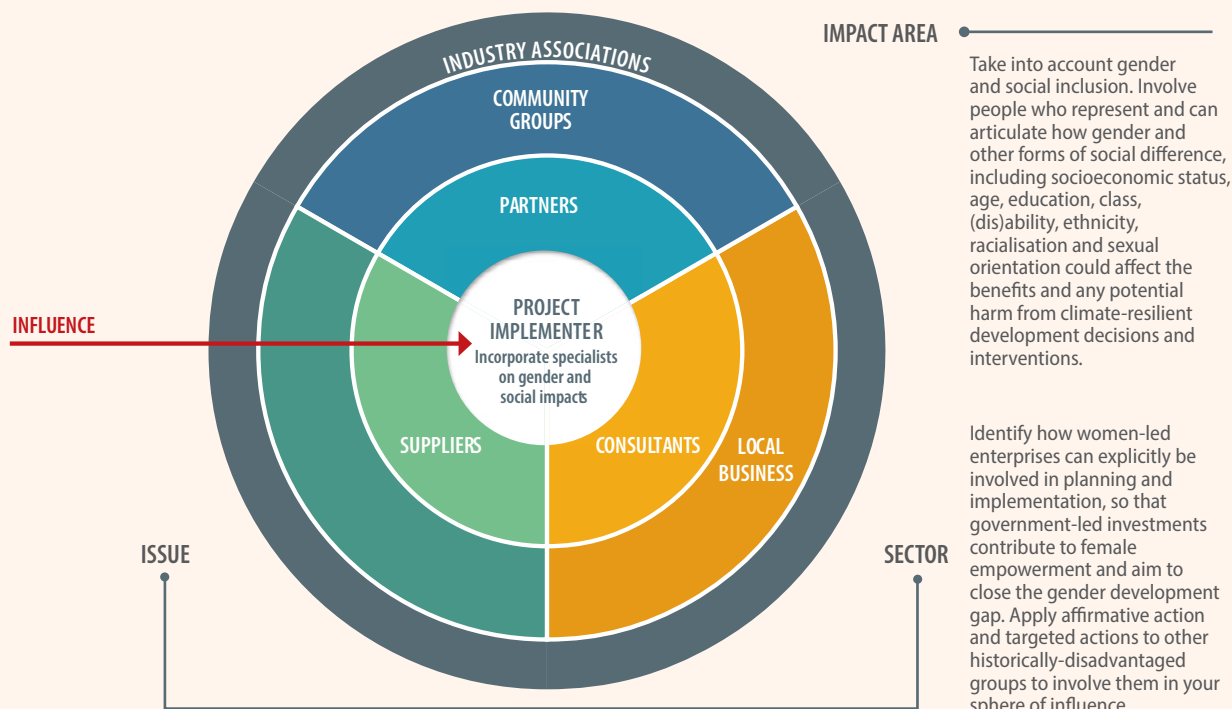 INDUSTRY ASSOCIATIONS
COMMUNITY
GROUPS
PARTNERS
PROJECT
IMPLEMENTER
Incorporate specialists
on gender and
social impacts
INFLUENCE
SUPPLIERS
CONSULTANTS
LOCAL
BUSINESS
ISSUE
SECTOR
IMPACT AREA
Take into account gender
and social inclusion. Involve
people who represent and can
articulate how gender and
other forms of social difference,
including socioeconomic status,
age, education, class,
(dis)ability, ethnicity,
racialisation and sexual
orientation could affect the
benefits and any potential
harm from climate-resilient
development decisions and
interventions.
Identify how women-led
enterprises can explicitly be
involved in planning and
implementation, so that
government-led investments
contribute to female
empowerment and aim to
close the gender development
gap. Apply affirmative action
and targeted actions to other
historically-disadvantaged
groups to involve them in your
sphere of influence